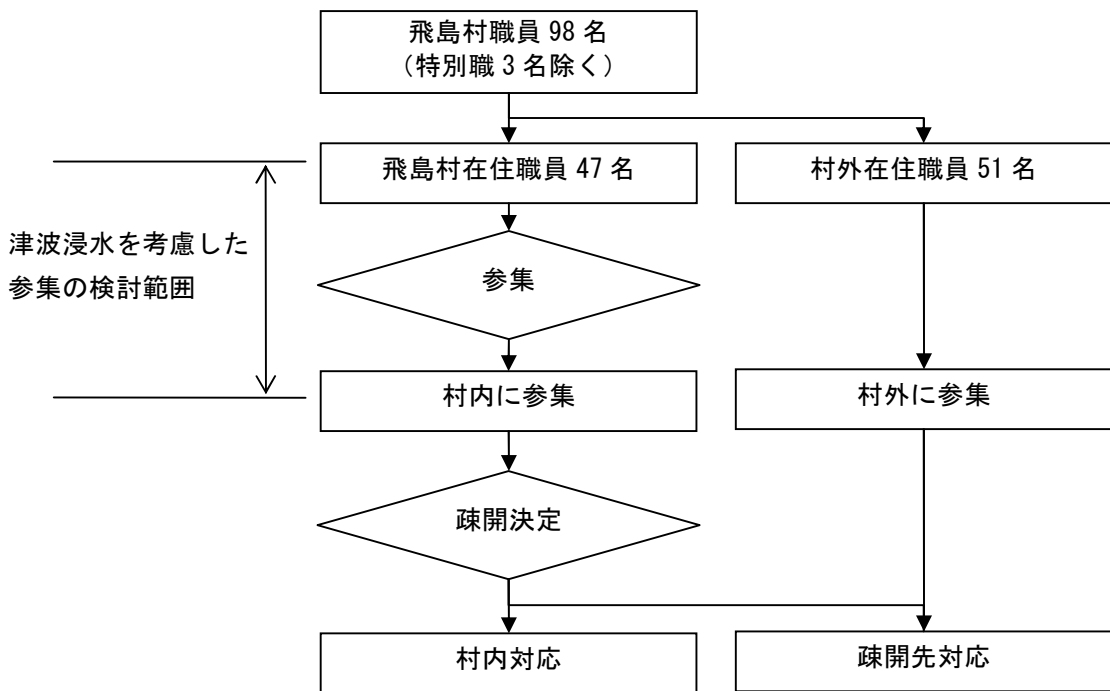 飛島村職員 98 名
（特別職 3 名除く）
飛島村在住職員 47 名
村外在住職員 51 名
津波浸水を考慮した
参集の検討範囲
参集
村内に参集
村外に参集
疎開決定
村内対応
疎開先対応